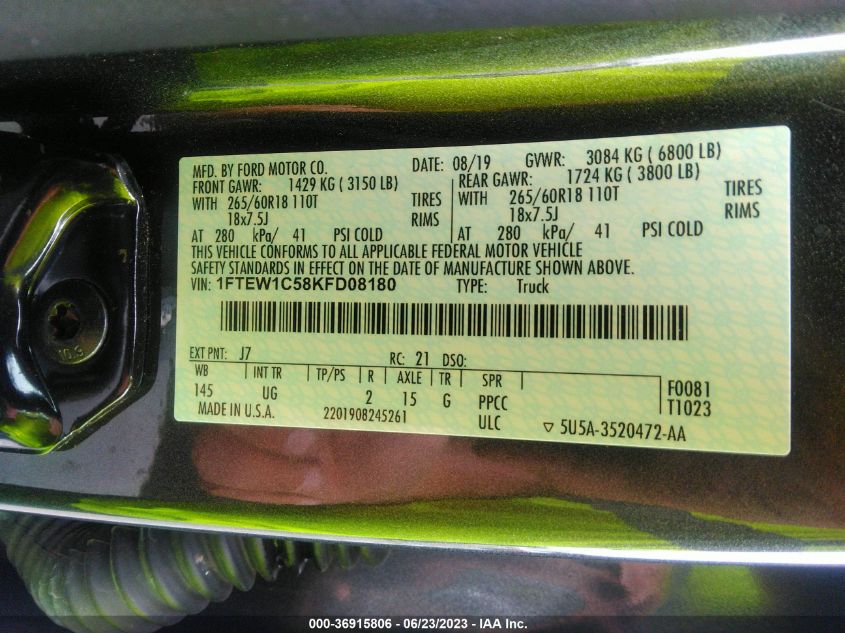 MFD. BY FORD MOTOR CO. DATE: 08/19 GVWR: 3084 KG ( 6800 LB)
FRONT GAWR: 1429 KG ( 3150 LB) REAR GAWR: 1724 KG ( 3800 LB)
WITH 265/60R18 110T TIRES WITH 265/60R18 110T TIRES
18x7.5J RIMS 18x7.5J RIMS
AT 280 kPa/ 41 PSI COLD AT 280 kPa/ 41 PSI COLD
THIS VEHICLE CONFORMS TO ALL APPLICABLE FEDERAL MOTOR VEHICLE
SAFETY STANDARDS IN EFFECT ON THE DATE OF MANUFACTURE SHOWN ABOVE.
VIN: 1FTEW1C58KFD08180 TYPE: Truck
EXT PNT: J7 RC: 21 DSO:
WB INT TR TP/PS R AXLE TR SPR F0081
145 UG 2 15 G PPCC T1023
MADE IN U.S.A. 2201908245261 ULC ▽ 5U5A-3520472-AA
10.9
000-36915806 - 06/23/2023 - IAA Inc.